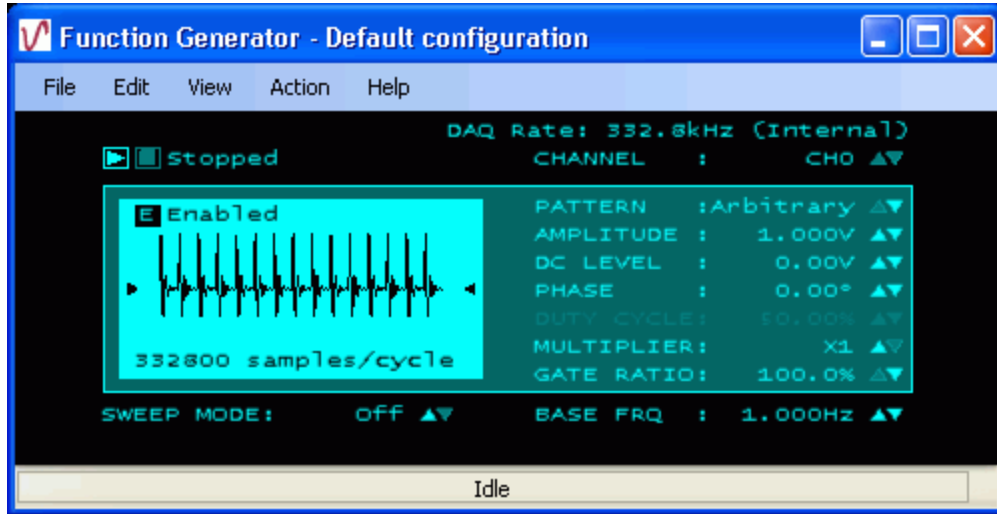 Function Generator - Default configuration
File Edit View Action Help
DAQ Rate: 332.8kHz (Internal)
Stopped
CHANNEL : CH0
E Enabled
332800 samples/cycle
PATTERN :Arbitrary
AMPLITUDE : 1.000V
DC LEVEL : 0.00V
PHASE : 0.00°
DUTY CYCLE: 50.00%
MULTIPLIER: X1
GATE RATIO: 100.0%
SWEEP MODE: Off
BASE FRQ : 1.000Hz
Idle